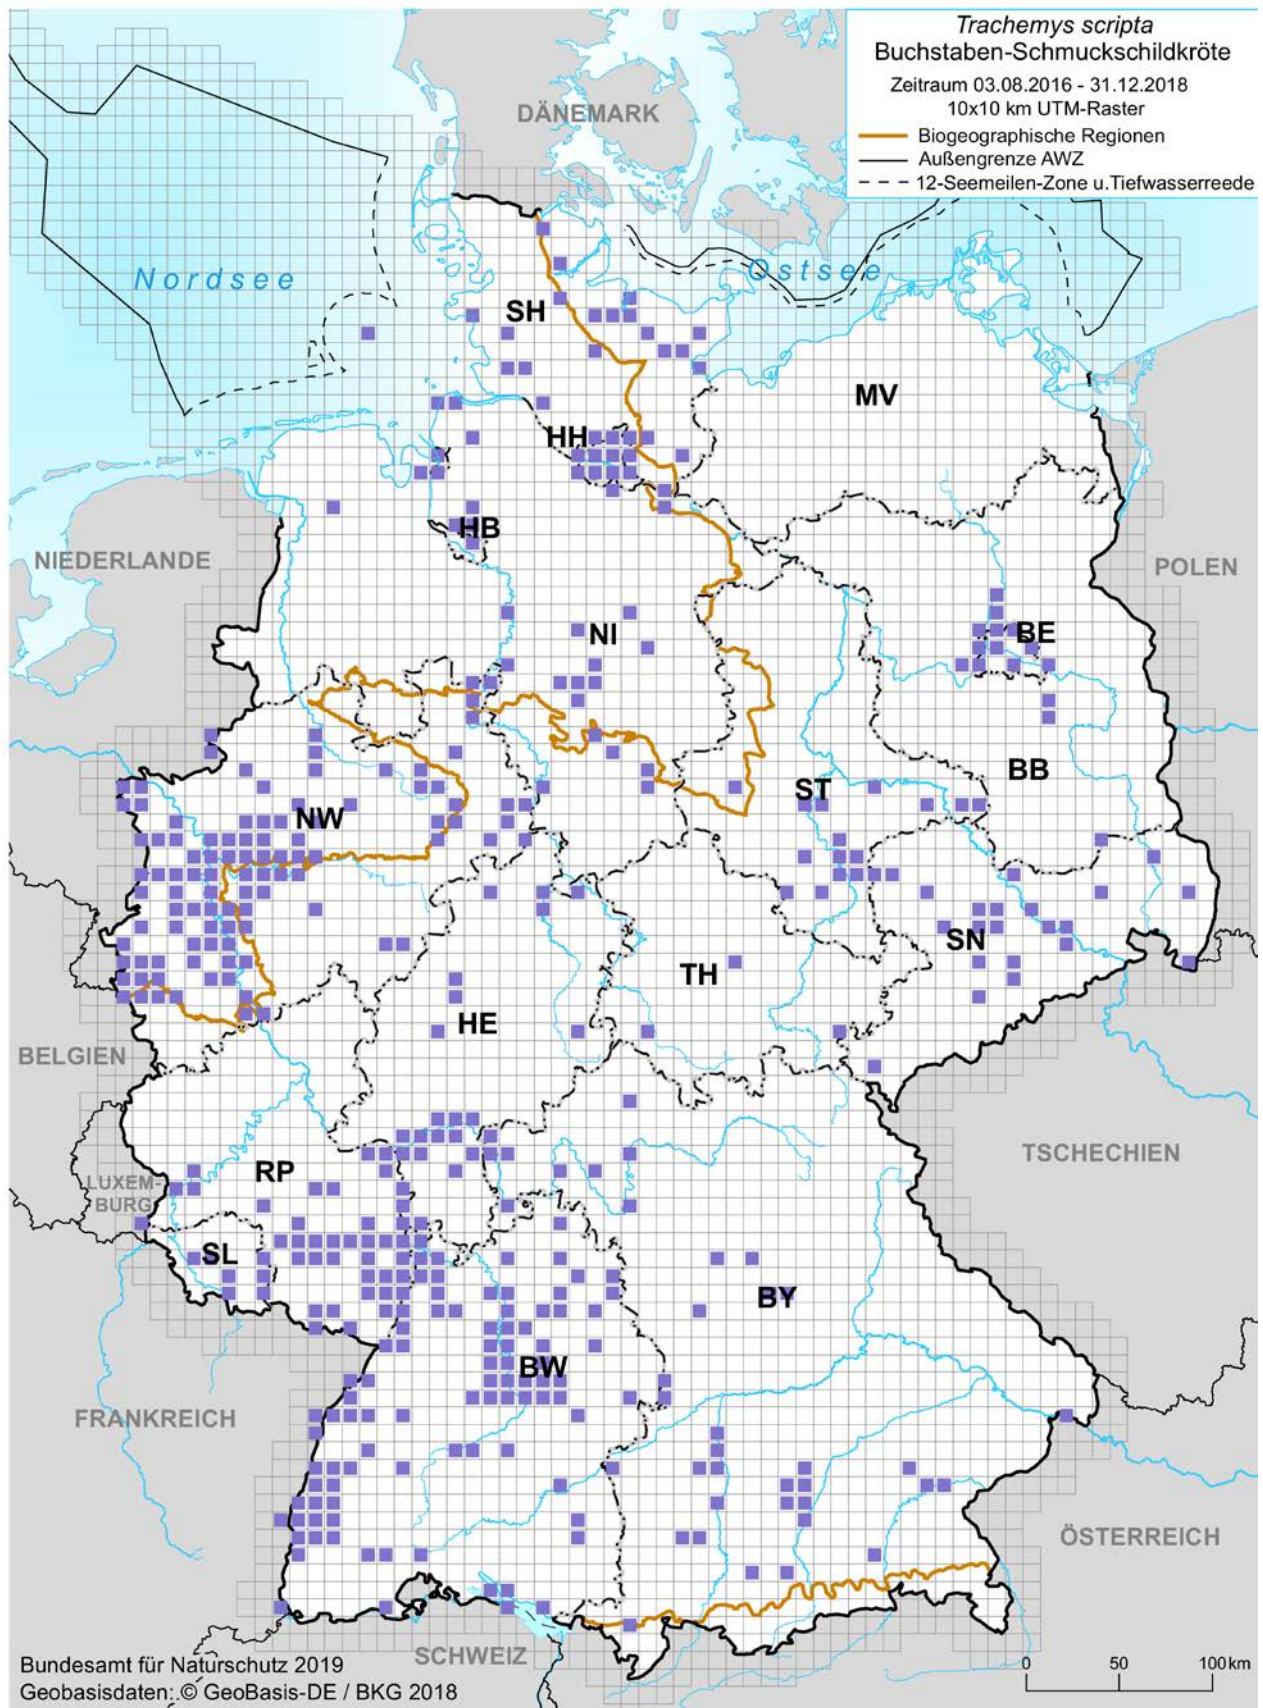 Trachemys scripta
Buchstaben-Schmuckschildkröte
Zeitraum 03.08.2016 - 31.12.2018
10x10 km UTM-Raster
Biogeographische Regionen
Außengrenze AWZ
12-Seemeilen-Zone u.Tiefwasserreede
DÄNEMARK
Nordsee
Ostsee
SH
MV
HH
HB
NIEDERLANDE
POLEN
NI
BE
BB
ST
NW
SN
TH
HE
BELGIEN
TSCHECHIEN
RP
LUXEM-
BURG
SL
BY
BW
FRANKREICH
ÖSTERREICH
SCHWEIZ
Bundesamt für Naturschutz 2019
Geobasisdaten:.© GeoBasis-DE / BKG 2018
0 50 100km